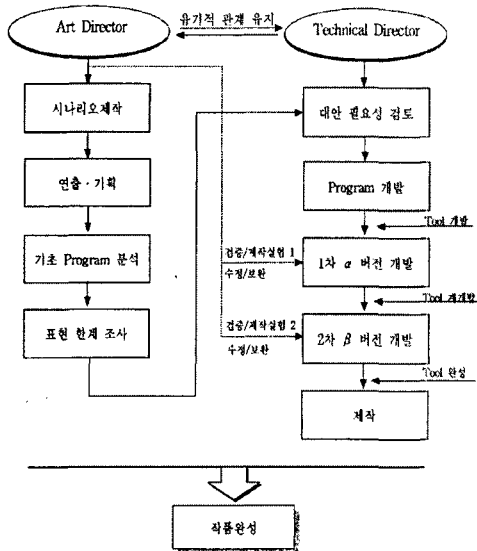 Art Director
유기적 관계 유지
Technical Director
시나리오제작
연출·기획
기초 Program 분석
표현 한계 조사
대안 필요성 검토
Program 개발
Tool 개발
검증/제작실험 1
수정/보완
1차 α 버전 개발
Tool 재개발
검증/제작실험 2
수정/보완
2차 β 버전 개발
Tool 완성
제작
작품완성